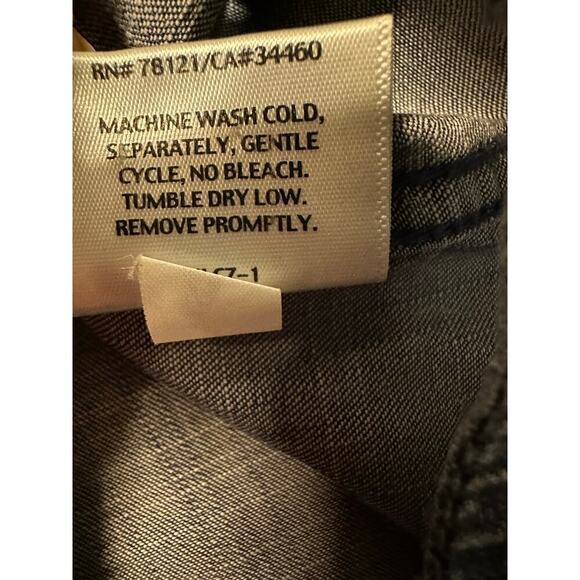 RN# 78121/CA#34460
MACHINE WASH COLD,
SEPARATELY, GENTLE
CYCLE, NO BLEACH.
TUMBLE DRY LOW.
REMOVE PROMPTLY.